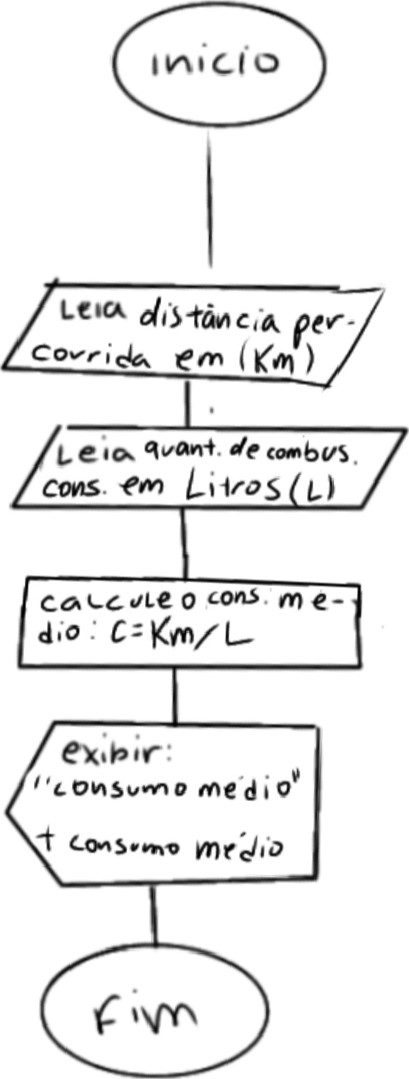 inicio
Leia distância per-
corrida em (Km)
Leia quant. de combus.
cons. em Litros (L)
calcule o cons. mé-
dio: C=Km/L
exibir:
"consumo médio"
+ consumo médio
Fim